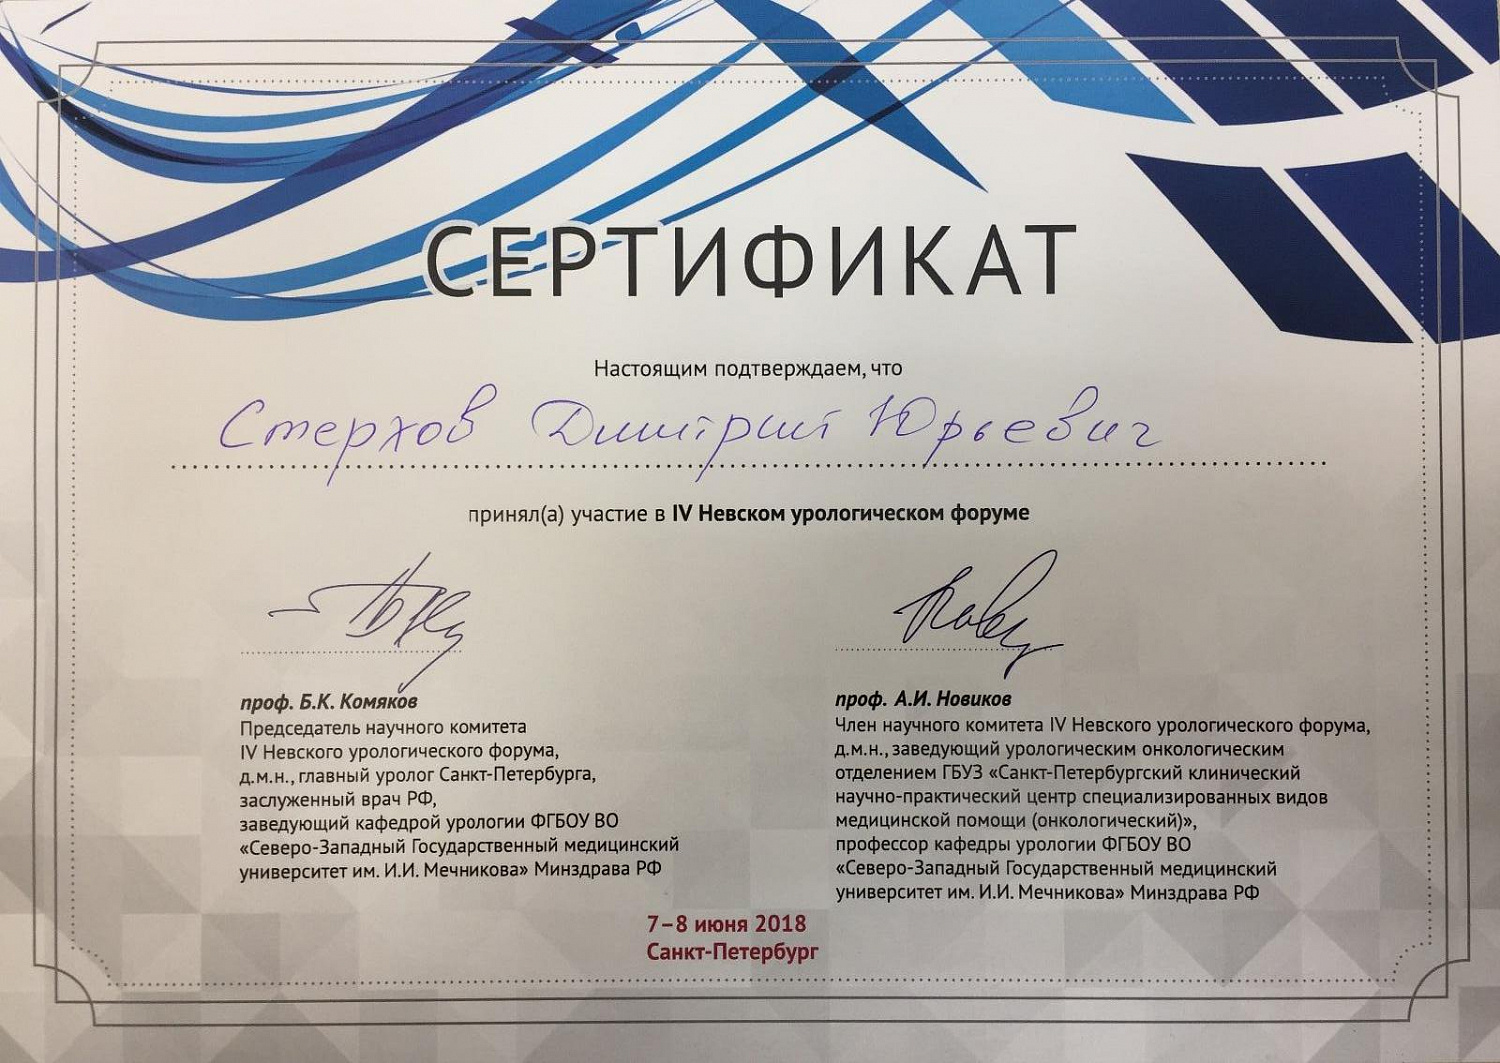 СЕРТИФИКАТ
Настоящим подтверждаем, что
Стерхов Дмитрий Юрьевич
принял(а) участие в IV Невском урологическом форуме
проф. Б.К. Комяков
Председатель научного комитета
IV Невского урологического форума,
д.м.н., главный уролог Санкт-Петербурга,
заслуженный врач РФ,
заведующий кафедрой урологии ФГБОУ ВО
«Северо-Западный Государственный медицинский
университет им. И.И. Мечникова» Минздрава РФ
проф. А.И. Новиков
Член научного комитета IV Невского урологического форума,
д.м.н., заведующий урологическим онкологическим
отделением ГБУЗ «Санкт-Петербургский клинический
научно-практический центр специализированных видов
медицинской помощи (онкологический)»,
профессор кафедры урологии ФГБОУ ВО
«Северо-Западный Государственный медицинский
университет им. И.И. Мечникова» Минздрава РФ
7–8 июня 2018
Санкт-Петербург